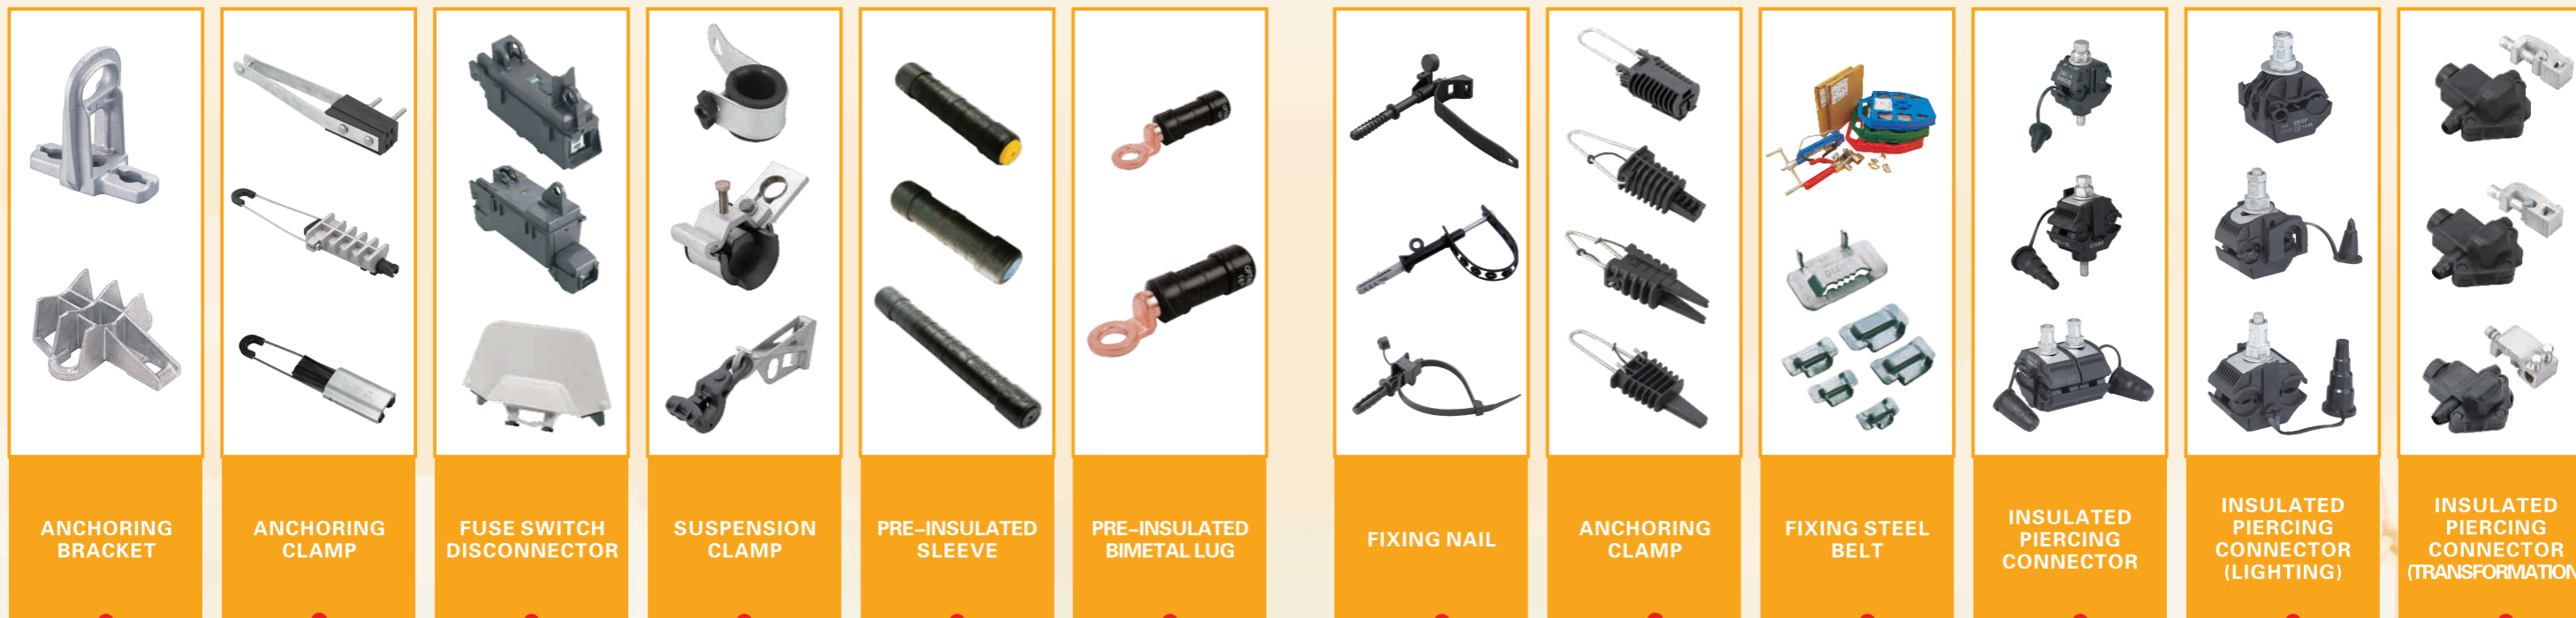 ANCHORING
BRACKET
ANCHORING
CLAMP
FUSE SWITCH
DISCONNECTOR
SUSPENSION
CLAMP
PRE–INSULATED
SLEEVE
PRE–INSULATED
BIMETAL LUG
FIXING NAIL
ANCHORING
CLAMP
FIXING STEEL
BELT
INSULATED
PIERCING
CONNECTOR
INSULATED
PIERCING
CONNECTOR
(LIGHTING)
INSULATED
PIERCING
CONNECTOR
(TRANSFORMATION